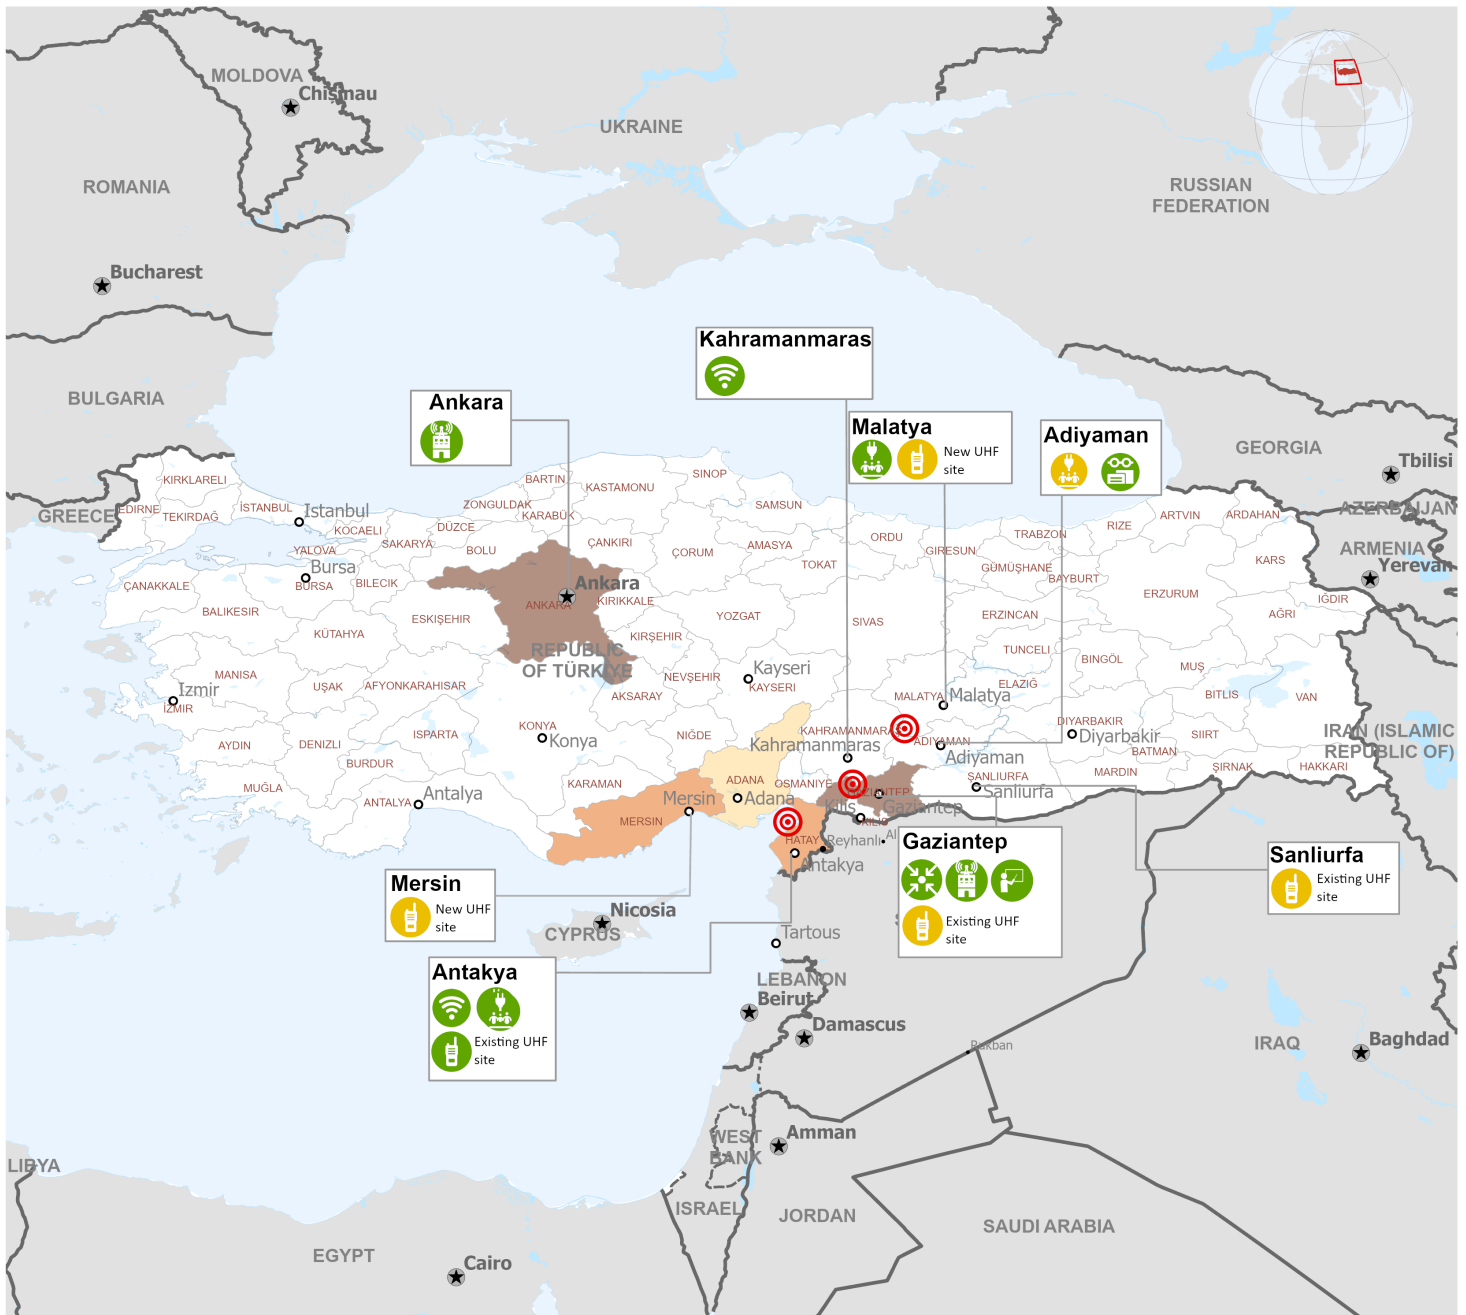 MOLDOVA
Chişmau
UKRAINE
ROMANIA
RUSSIAN
FEDERATION
Bucharest
BULGARIA
Kahramanmaras
Ankara
Malatya
New UHF
site
Adiyaman
GEORGIA
Tbilisi
GREECE
AZERBAIJAN
ARMENIA
Yerevan
KIRKLARELI
EDIRNE
TEKIRDAĞ
İSTANBUL
Istanbul
KOCAELI
YALOVA
SAKARYA
DÜZCE
BOLU
ZONGULDAK
BARTIN
KARABÜK
KASTAMONU
SINOP
SAMSUN
ÇANKIRI
ÇORUM
AMASYA
TOKAT
ORDU
GIRESUN
TRABZON
GÜMÜŞHANE
BAYBURT
RIZE
ARTVIN
ARDAHAN
KARS
IĞDIR
AĞRI
ERZURUM
ERZINCAN
ÇANAKKALE
Bursa
BURSA
BILECIK
BALIKESIR
ESKIŞEHIR
KÜTAHYA
Ankara
ANKARA
KIRIKKALE
YOZGAT
KIRŞEHIR
SIVAS
TUNCELI
BINGÖL
MUŞ
ELAZIĞ
BITLIS
VAN
REPUBLIC
OF TÜRKIYE
MANISA
UŞAK
AFYONKARAHISAR
AKSARAY
NEVŞEHIR
Kayseri
KAYSERI
MALATYA
Malatya
Izmir
İZMIR
AYDIN
DENIZLI
ISPARTA
BURDUR
MUĞLA
ANTALYA
Antalya
KONYA
Konya
NIĞDE
KARAMAN
KAHRAMANMARAŞ
Kahramanmaras
ADIYAMAN
Adiyaman
DIYARBAKIR
Diyarbakir
BATMAN
SIIRT
MARDIN
ŞIRNAK
HAKKARI
IRAN (ISLAMIC
REPUBLIC OF)
ADANA
Adana
OSMANIYE
GAZIANTEP
Gaziantep
ŞANLIURFA
Sanliurfa
MERSIN
Mersin
Kilis
KILIS
HATAY
Reyhanlı
Al
Antakya
Gaziantep
Existing UHF
site
Sanliurfa
Existing UHF
site
Mersin
New UHF
site
Nicosia
CYPRUS
Tartous
Antakya
Existing UHF
site
LEBANON
Beirut
Damascus
Rukban
IRAQ
Baghdad
WEST
BANK
Amman
LIBYA
ISRAEL
JORDAN
SAUDI ARABIA
EGYPT
Cairo